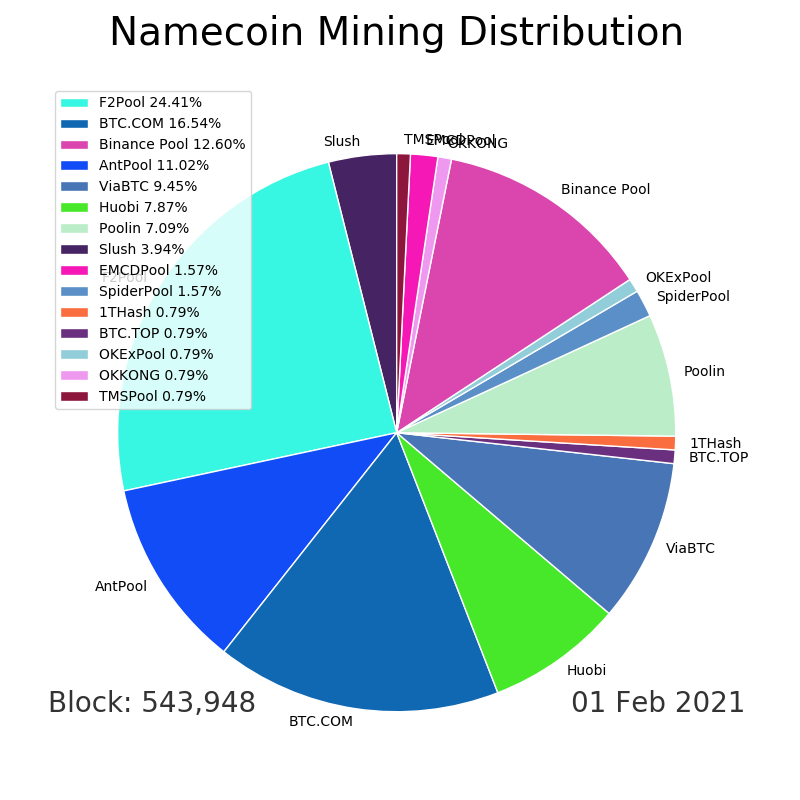 Namecoin Mining Distribution
F2Pool 24.41%
BTC.COM 16.54%
Binance Pool 12.60%
AntPool 11.02%
ViaBTC 9.45%
Huobi 7.87%
Poolin 7.09%
Slush 3.94%
EMCDPool 1.57%
SpiderPool 1.57%
1THash 0.79%
BTC.TOP 0.79%
OKExPool 0.79%
OKKONG 0.79%
TMSPool 0.79%
Slush
TMSPool
EMCDPool
OKKONG
Binance Pool
F2Pool
OKExPool
SpiderPool
Poolin
1THash
BTC.TOP
ViaBTC
AntPool
Huobi
BTC.COM
Block: 543,948
01 Feb 2021